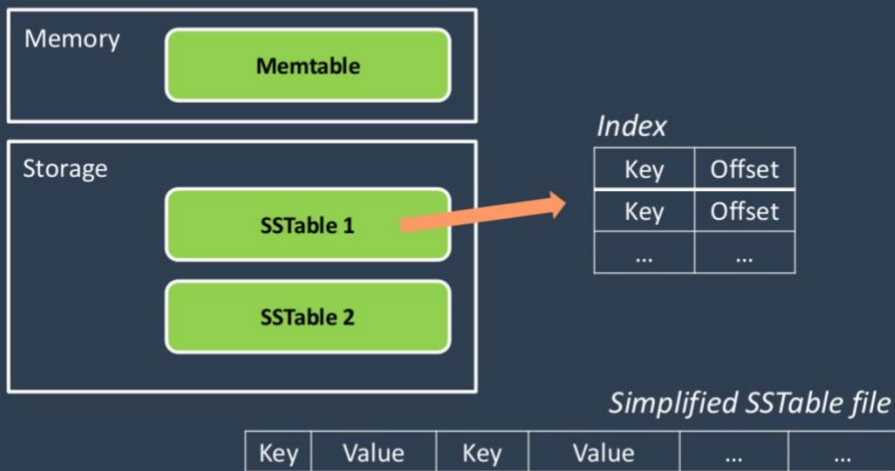 Memory
Memtable
Storage
SSTable 1
SSTable 2
Index
Key Offset
Key Offset
... ...
Simplified SSTable file
Key Value Key Value ... ...